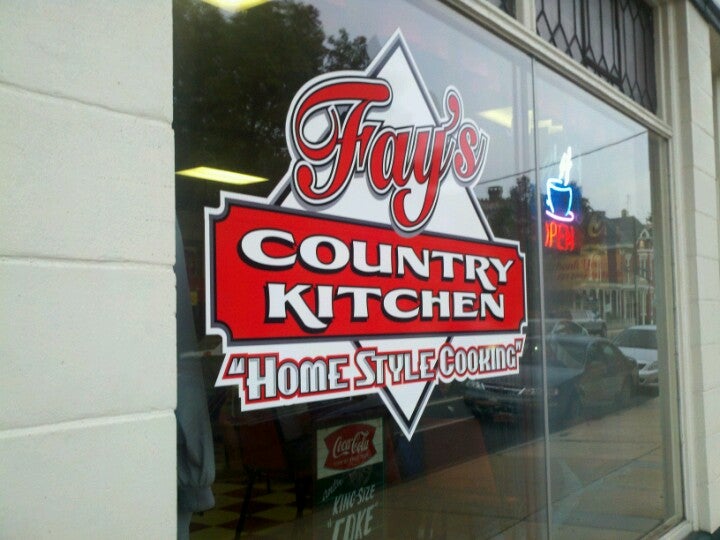 Fay's
COUNTRY
KITCHEN
"HOME STYLE COOKING"
OPEN
Coca-Cola
KING-SIZE
"COKE"